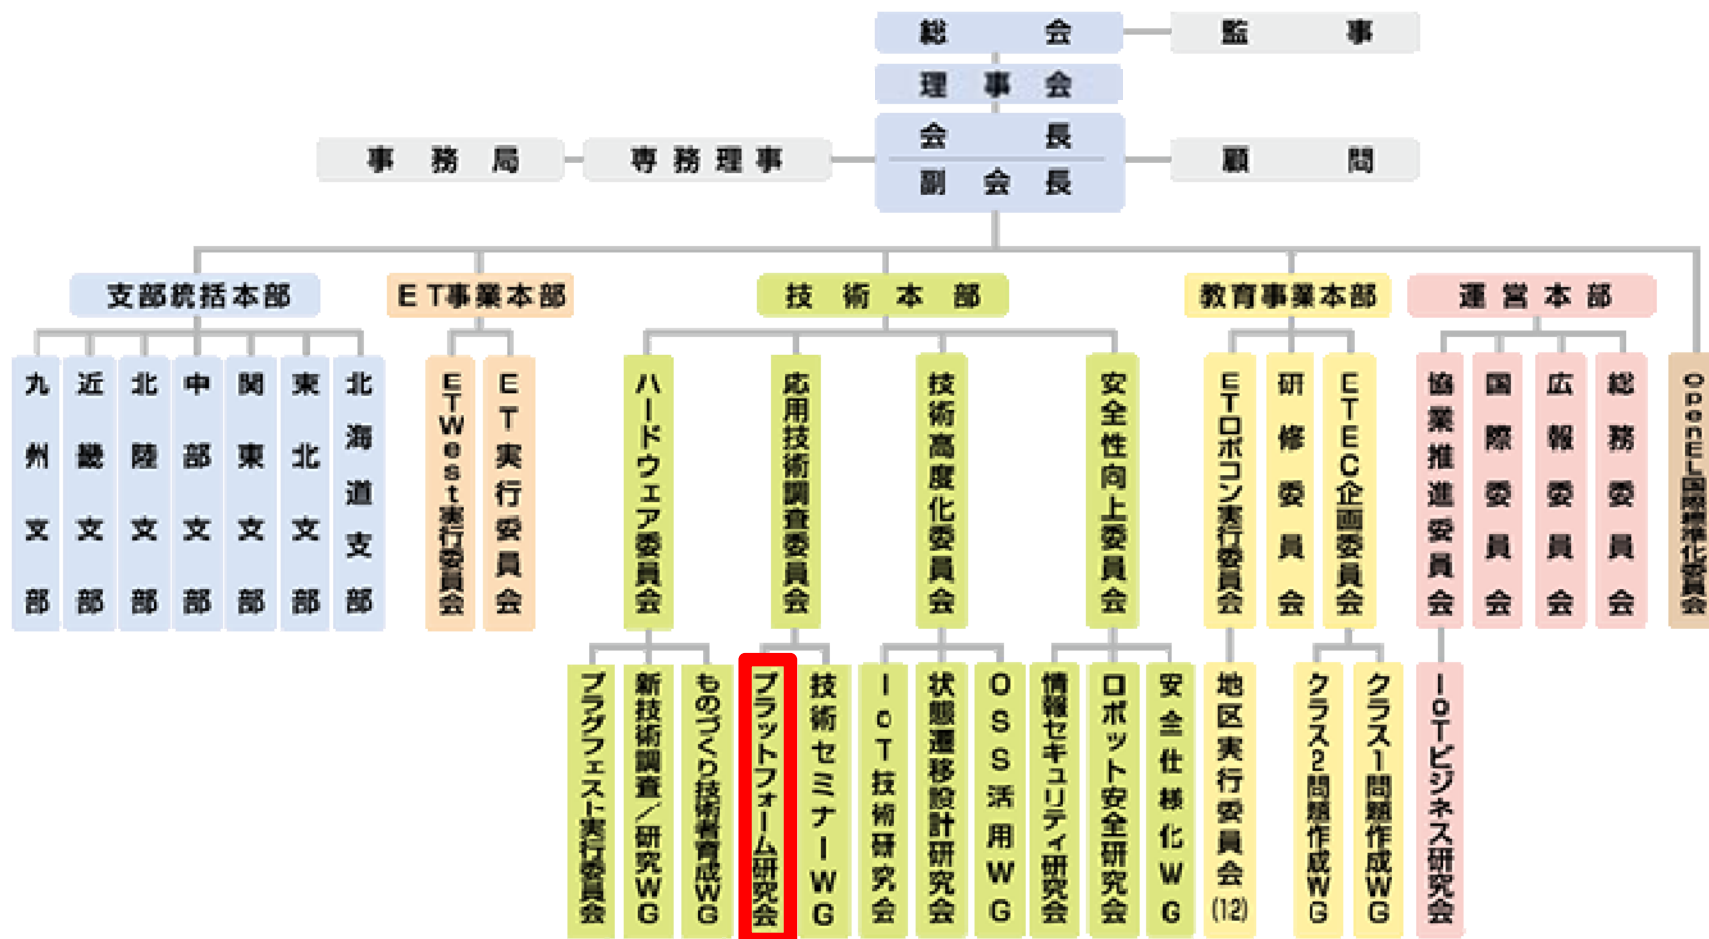 総会
監事
理事会
会長
副会長
事務局
専務理事
顧問
支部統括本部
ET事業本部
技術本部
教育事業本部
運営本部
九州支部
近畿支部
北陸支部
中部支部
関東支部
東北支部
北海道支部
ETWest実行委員会
ET実行委員会
ハードウェア委員会
応用技術調査委員会
技術高度化委員会
安全性向上委員会
ETロボコン実行委員会
研修委員会
ETEC企画委員会
協業推進委員会
国際委員会
広報委員会
総務委員会
OpenEL国際標準化委員会
プラグフェスト実行委員会
新技術調査/研究WG
ものづくり技術者育成WG
プラットフォーム研究会
技術セミナーWG
IoT技術研究会
状態遷移設計研究会
OSS活用WG
情報セキュリティ研究会
ロボット安全研究会
安全仕様化WG
地区実行委員会(12)
クラス2問題作成WG
クラス1問題作成WG
IoTビジネス研究会